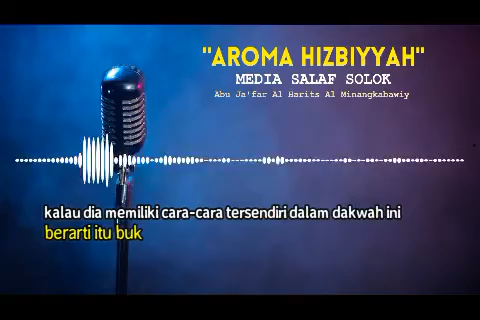 "AROMA HIZBIYYAH"
MEDIA SALAF SOLOK
Abu Ja'far Al Harits Al Minangkabawiy
kalau dia memiliki cara-cara tersendiri dalam dakwah ini
berarti itu buk